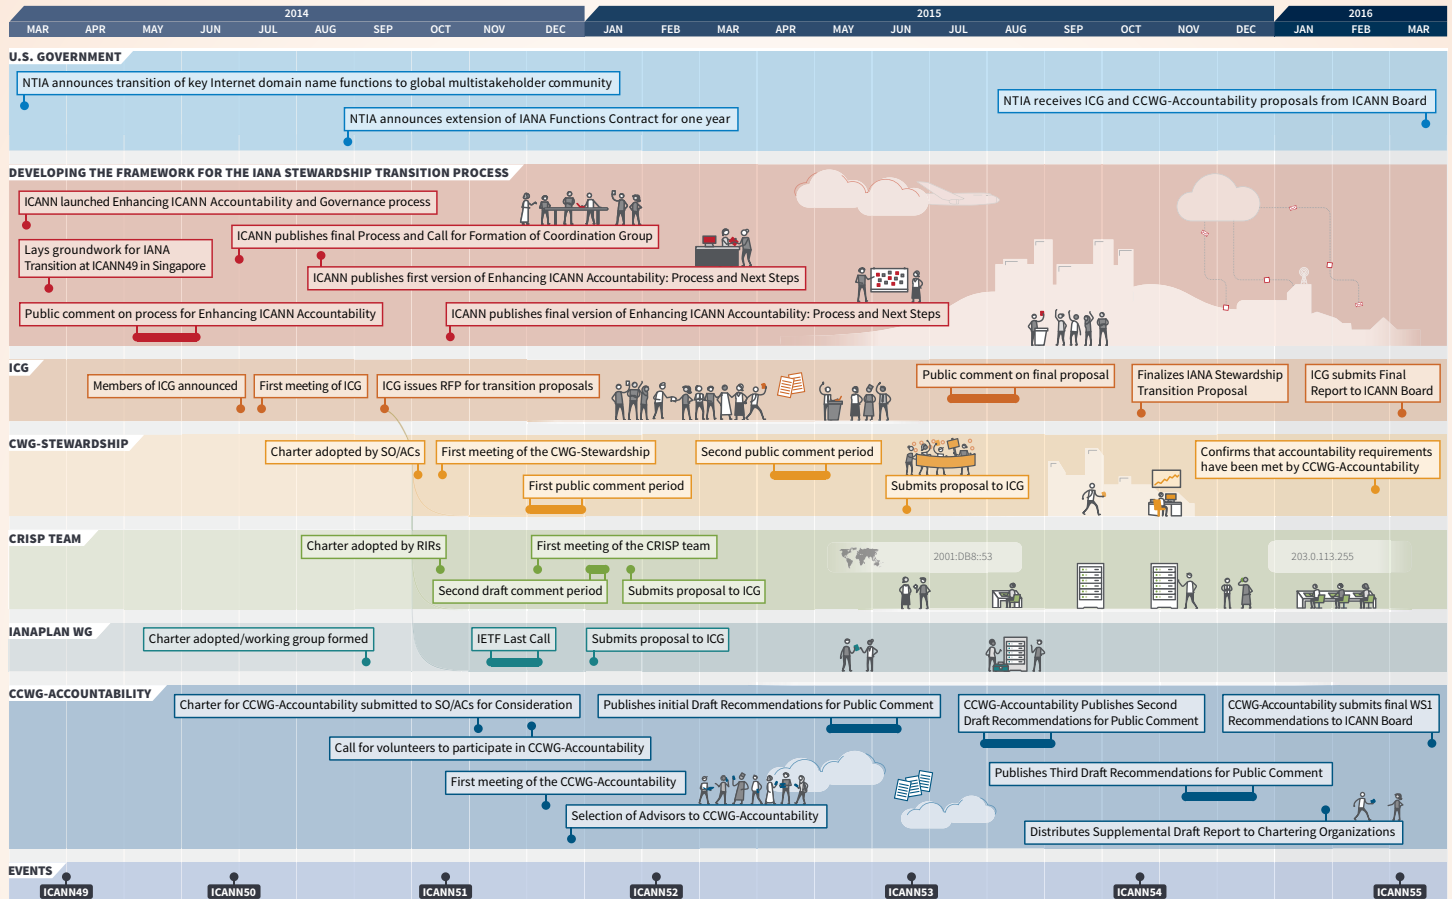 2014
2015
2016
MAR APR MAY JUN JUL AUG SEP OCT NOV DEC JAN FEB MAR APR MAY JUN JUL AUG SEP OCT NOV DEC JAN FEB MAR
U.S. GOVERNMENT
NTIA announces transition of key Internet domain name functions to global multistakeholder community
NTIA receives ICG and CCWG-Accountability proposals from ICANN Board
NTIA announces extension of IANA Functions Contract for one year
DEVELOPING THE FRAMEWORK FOR THE IANA STEWARDSHIP TRANSITION PROCESS
ICANN launched Enhancing ICANN Accountability and Governance process
ICANN publishes final Process and Call for Formation of Coordination Group
Lays groundwork for IANA
Transition at ICANN49 in Singapore
ICANN publishes first version of Enhancing ICANN Accountability: Process and Next Steps
Public comment on process for Enhancing ICANN Accountability
ICANN publishes final version of Enhancing ICANN Accountability: Process and Next Steps
ICG
Members of ICG announced
First meeting of ICG
ICG issues RFP for transition proposals
Public comment on final proposal
Finalizes IANA Stewardship
Transition Proposal
ICG submits Final
Report to ICANN Board
CWG-STEWARDSHIP
Charter adopted by SO/ACs
First meeting of the CWG-Stewardship
Second public comment period
Confirms that accountability requirements
have been met by CCWG-Accountability
First public comment period
Submits proposal to ICG
CRISP TEAM
Charter adopted by RIRs
First meeting of the CRISP team
2001:DB8::53
203.0.113.255
Second draft comment period
Submits proposal to ICG
IANAPLAN WG
Charter adopted/working group formed
IETF Last Call
Submits proposal to ICG
CCWG-ACCOUNTABILITY
Charter for CCWG-Accountability submitted to SO/ACs for Consideration
Publishes initial Draft Recommendations for Public Comment
CCWG-Accountability Publishes Second
Draft Recommendations for Public Comment
CCWG-Accountability submits final WS1
Recommendations to ICANN Board
Call for volunteers to participate in CCWG-Accountability
First meeting of the CCWG-Accountability
Publishes Third Draft Recommendations for Public Comment
Selection of Advisors to CCWG-Accountability
Distributes Supplemental Draft Report to Chartering Organizations
EVENTS
ICANN49
ICANN50
ICANN51
ICANN52
ICANN53
ICANN54
ICANN55